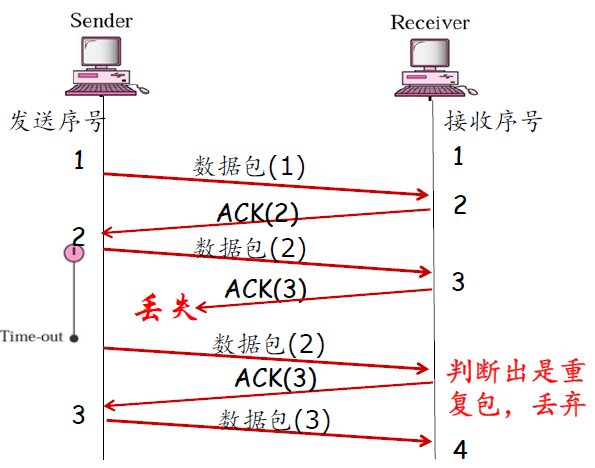 Sender
Receiver
发送序号
接收序号
1
数据包(1)
1
ACK(2)
2
2
数据包(2)
ACK(3)
3
丢失
Time-out
数据包(2)
ACK(3)
判断出是重
复包，丢弃
3
数据包(3)
4